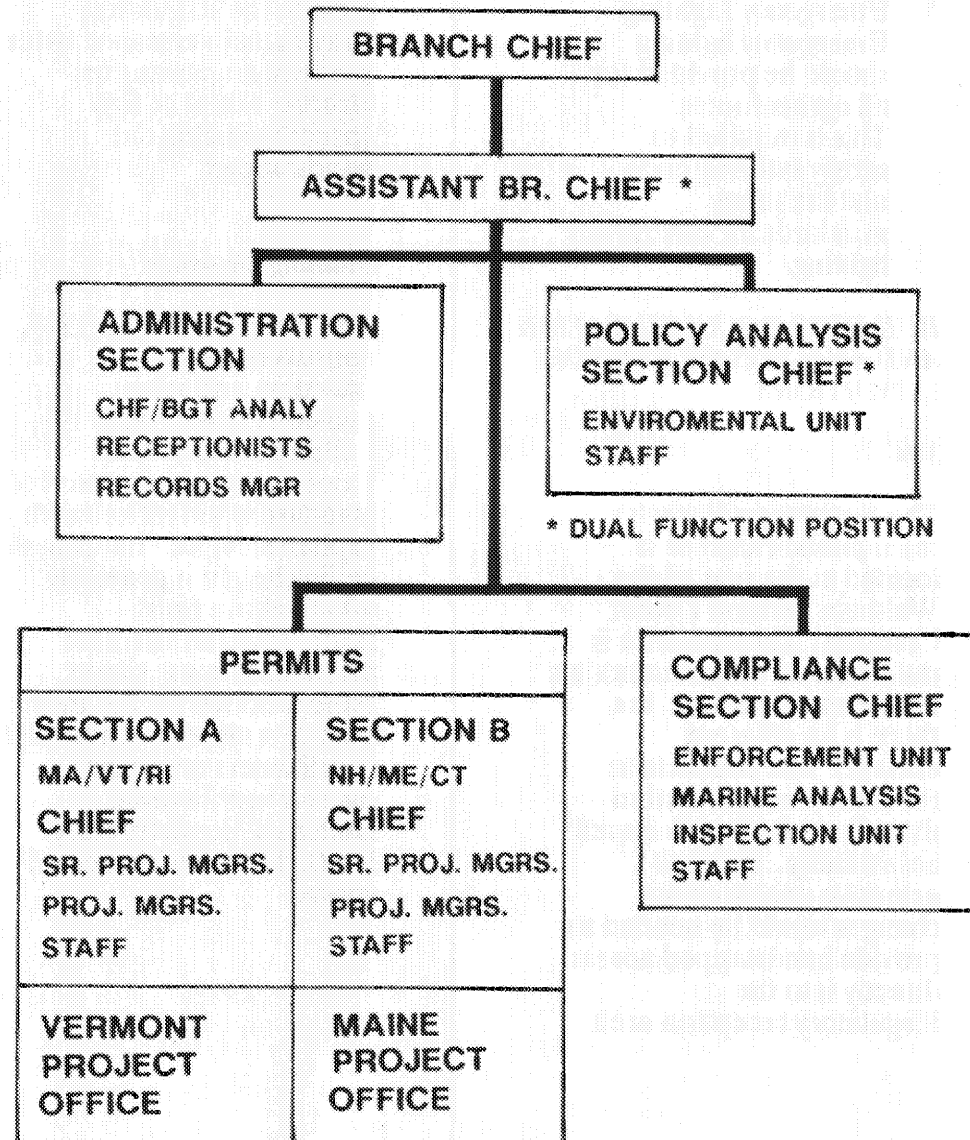 BRANCH CHIEF
ASSISTANT BR. CHIEF *
ADMINISTRATION
SECTION
CHF/BGT ANALY
RECEPTIONISTS
RECORDS MGR
POLICY ANALYSIS
SECTION CHIEF *
ENVIROMENTAL UNIT
STAFF
* DUAL FUNCTION POSITION
PERMITS
SECTION A
MA/VT/RI
CHIEF
SR. PROJ. MGRS.
PROJ. MGRS.
STAFF
SECTION B
NH/ME/CT
CHIEF
SR. PROJ. MGRS.
PROJ. MGRS.
STAFF
VERMONT
PROJECT
OFFICE
MAINE
PROJECT
OFFICE
COMPLIANCE
SECTION CHIEF
ENFORCEMENT UNIT
MARINE ANALYSIS
INSPECTION UNIT
STAFF